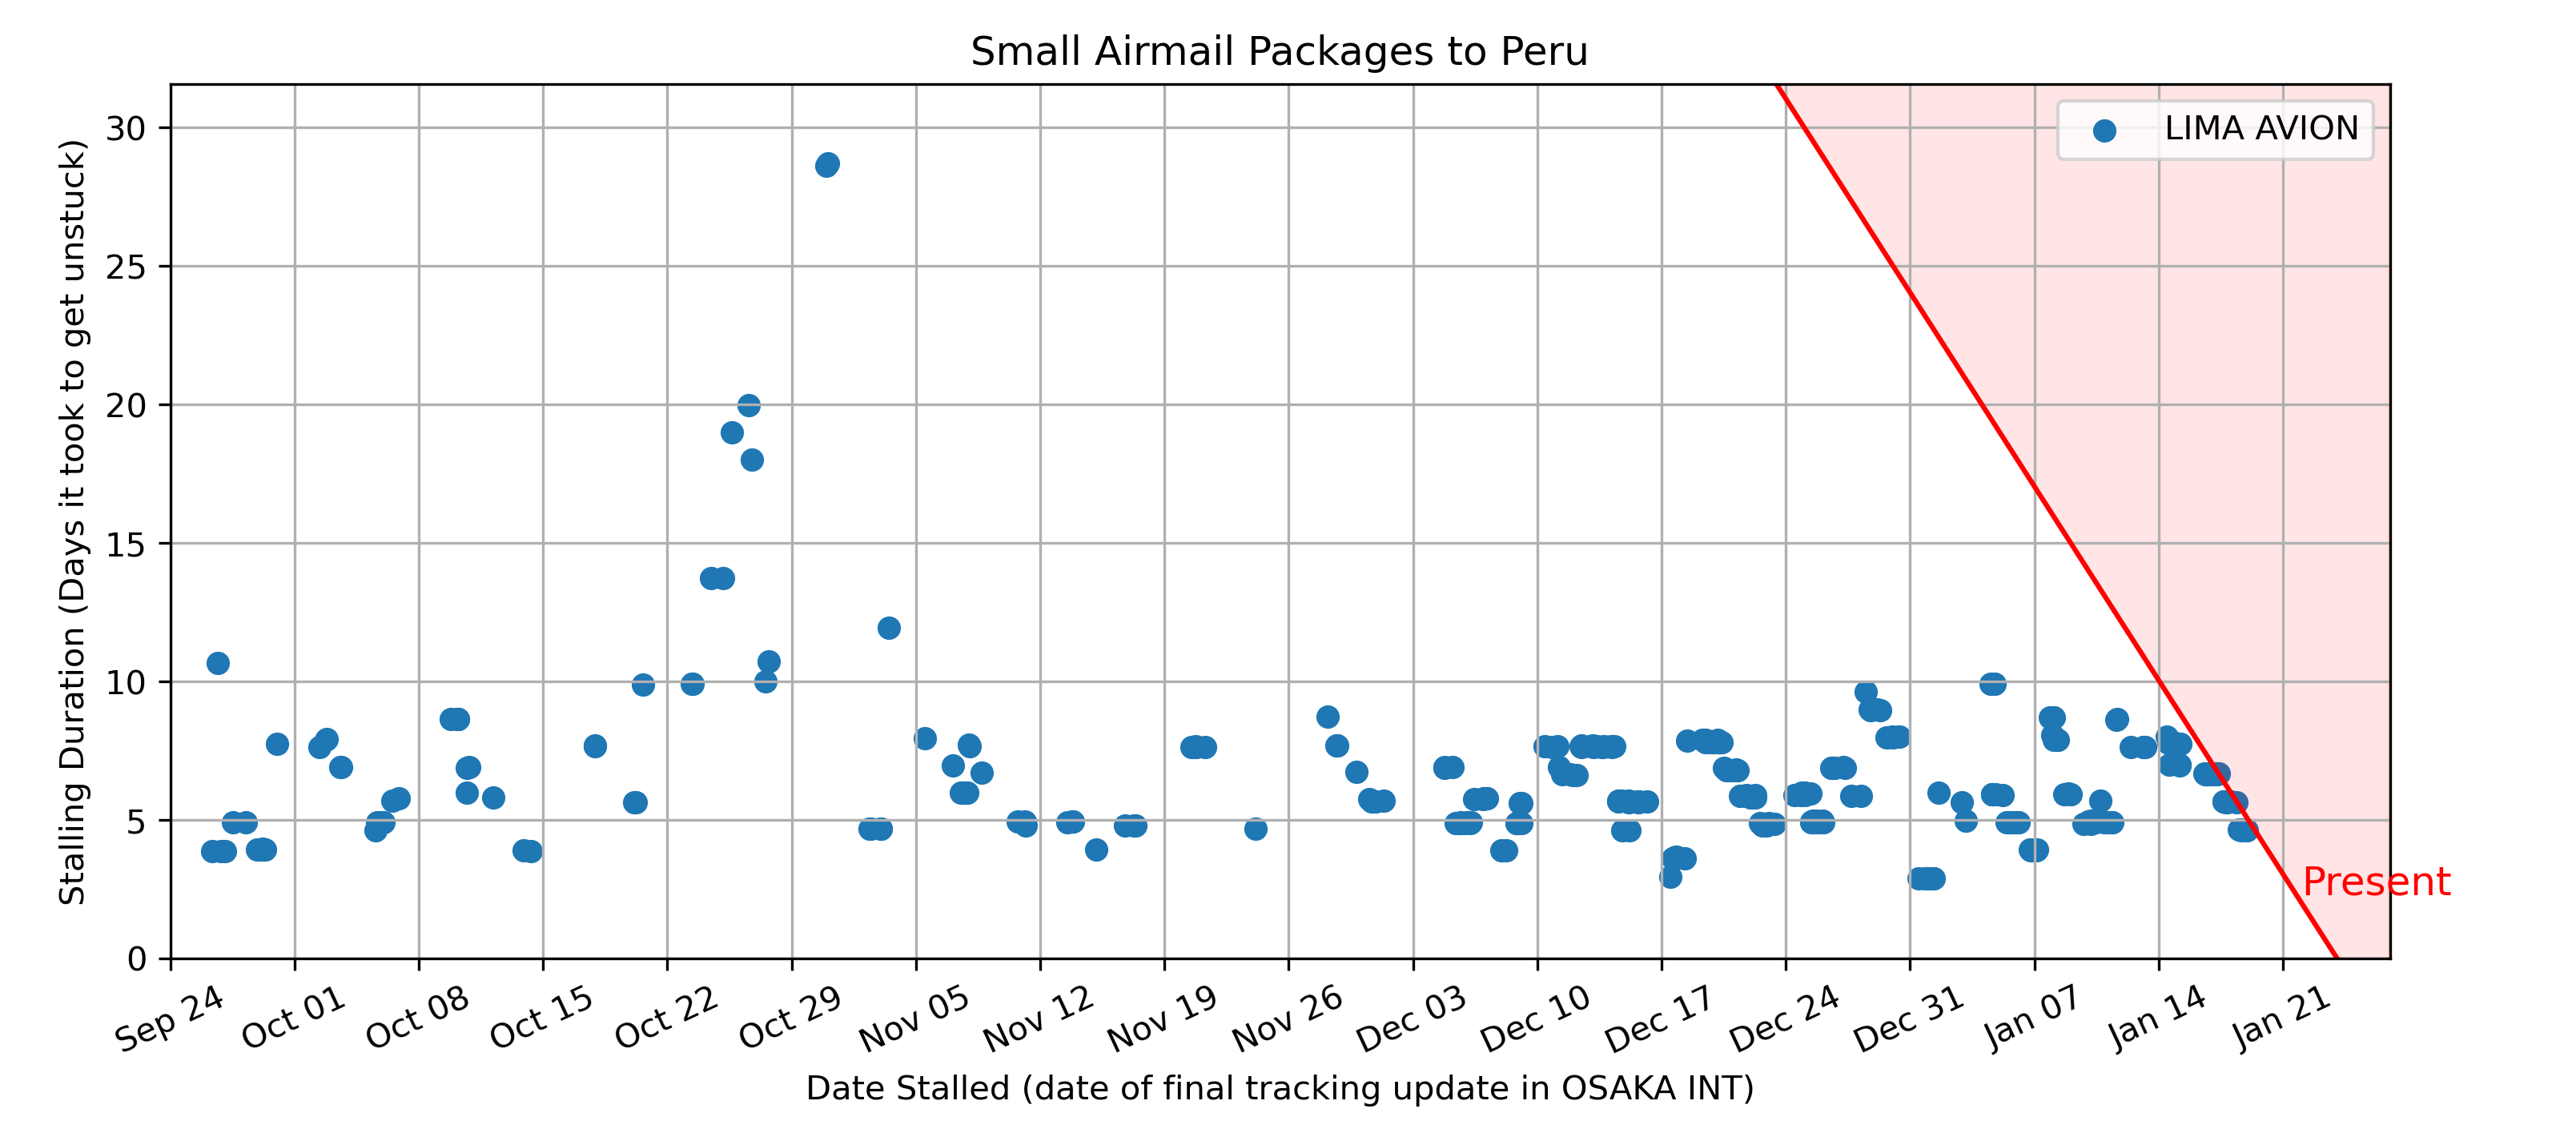 Small Airmail Packages to Peru
LIMA AVION
Stalling Duration (Days it took to get unstuck)
30
25
20
15
10
5
0
Present
Sep 24
Oct 01
Oct 08
Oct 15
Oct 22
Oct 29
Nov 05
Nov 12
Nov 19
Nov 26
Dec 03
Dec 10
Dec 17
Dec 24
Dec 31
Jan 07
Jan 14
Jan 21
Date Stalled (date of final tracking update in OSAKA INT)